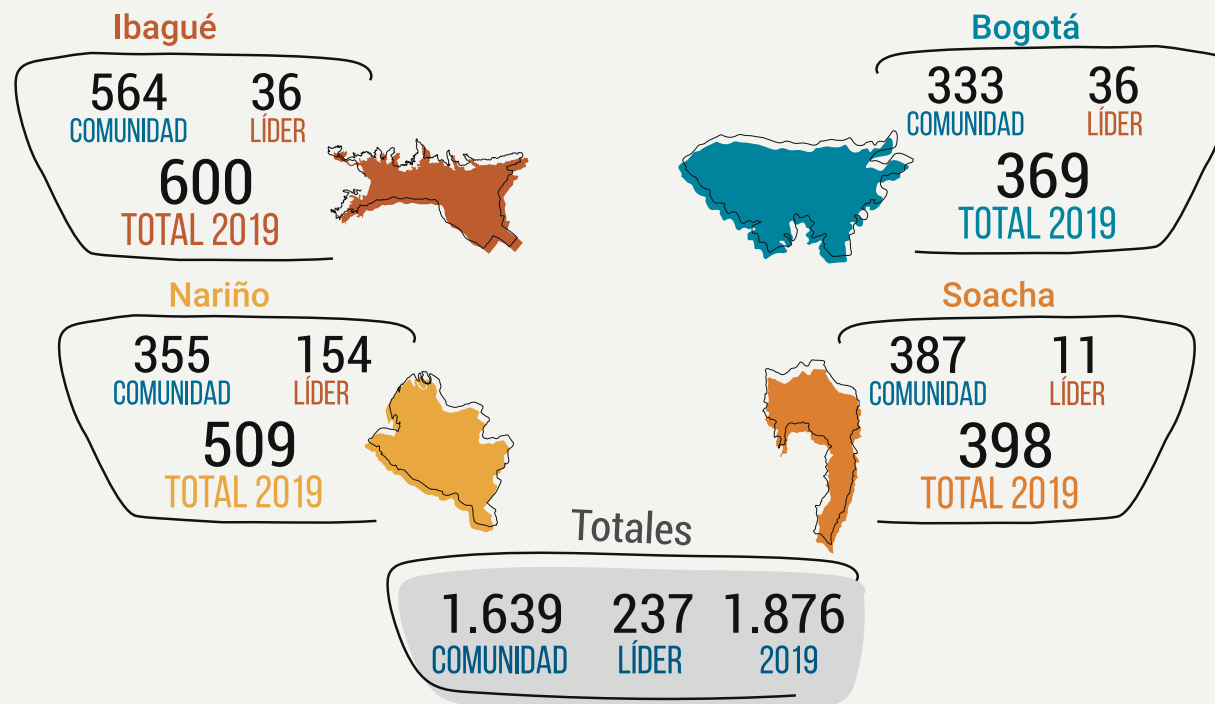 Ibagué
564 36
COMUNIDAD LÍDER
600
TOTAL 2019
Bogotá
333 36
COMUNIDAD LÍDER
369
TOTAL 2019
Nariño
355 154
COMUNIDAD LÍDER
509
TOTAL 2019
Soacha
387 11
COMUNIDAD LÍDER
398
TOTAL 2019
Totales
1.639 237 1.876
COMUNIDAD LÍDER 2019